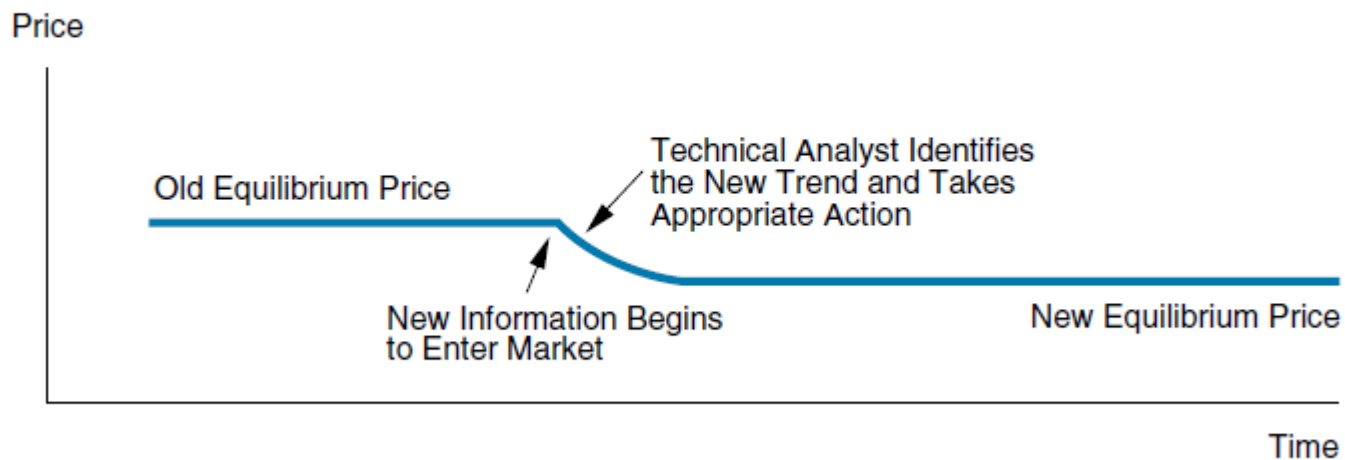 Price
Technical Analyst Identifies
the New Trend and Takes
Appropriate Action
Old Equilibrium Price
New Information Begins
to Enter Market
New Equilibrium Price
Time